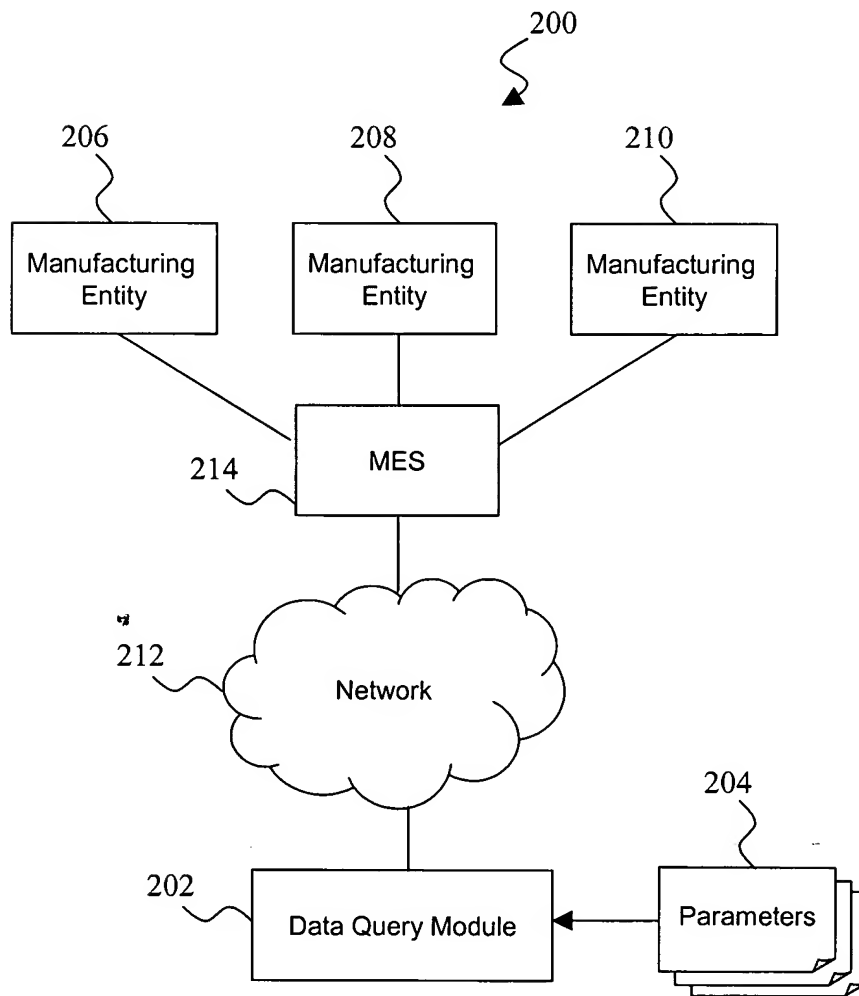 200
206
208
210
Manufacturing
Entity
Manufacturing
Entity
Manufacturing
Entity
MES
214
212
Network
204
202
Data Query Module
Parameters